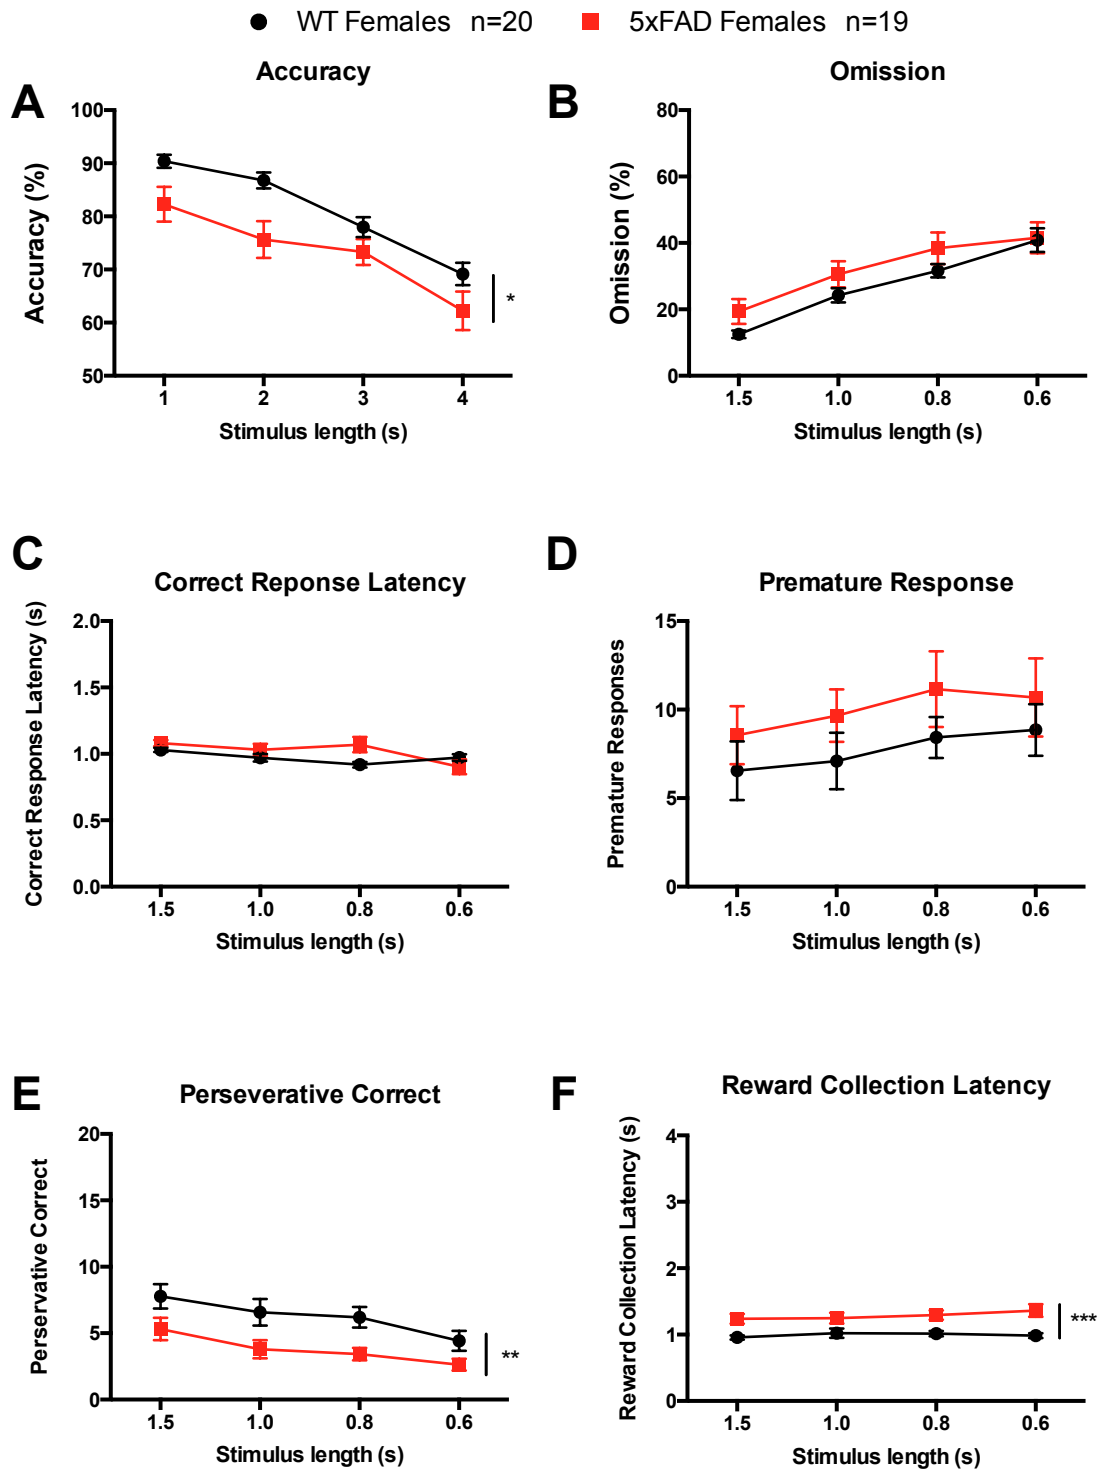 WT Females n=20 5xFAD Females n=19
A
Accuracy
Accuracy (%)
100
90
80
70
60
50
*
1 2 3 4
Stimulus length (s)
B
Omission
Omission (%)
80
60
40
20
0
1.5 1.0 0.8 0.6
Stimulus length (s)
C
Correct Reponse Latency
Correct Response Latency (s)
2.0
1.5
1.0
0.5
0.0
1.5 1.0 0.8 0.6
Stimulus length (s)
D
Premature Response
Premature Responses
15
10
5
0
1.5 1.0 0.8 0.6
Stimulus length (s)
E
Perseverative Correct
Perservative Correct
20
15
10
5
0
**
1.5 1.0 0.8 0.6
Stimulus length (s)
F
Reward Collection Latency
Reward Collection Latency (s)
4
3
2
1
0
***
1.5 1.0 0.8 0.6
Stimulus length (s)